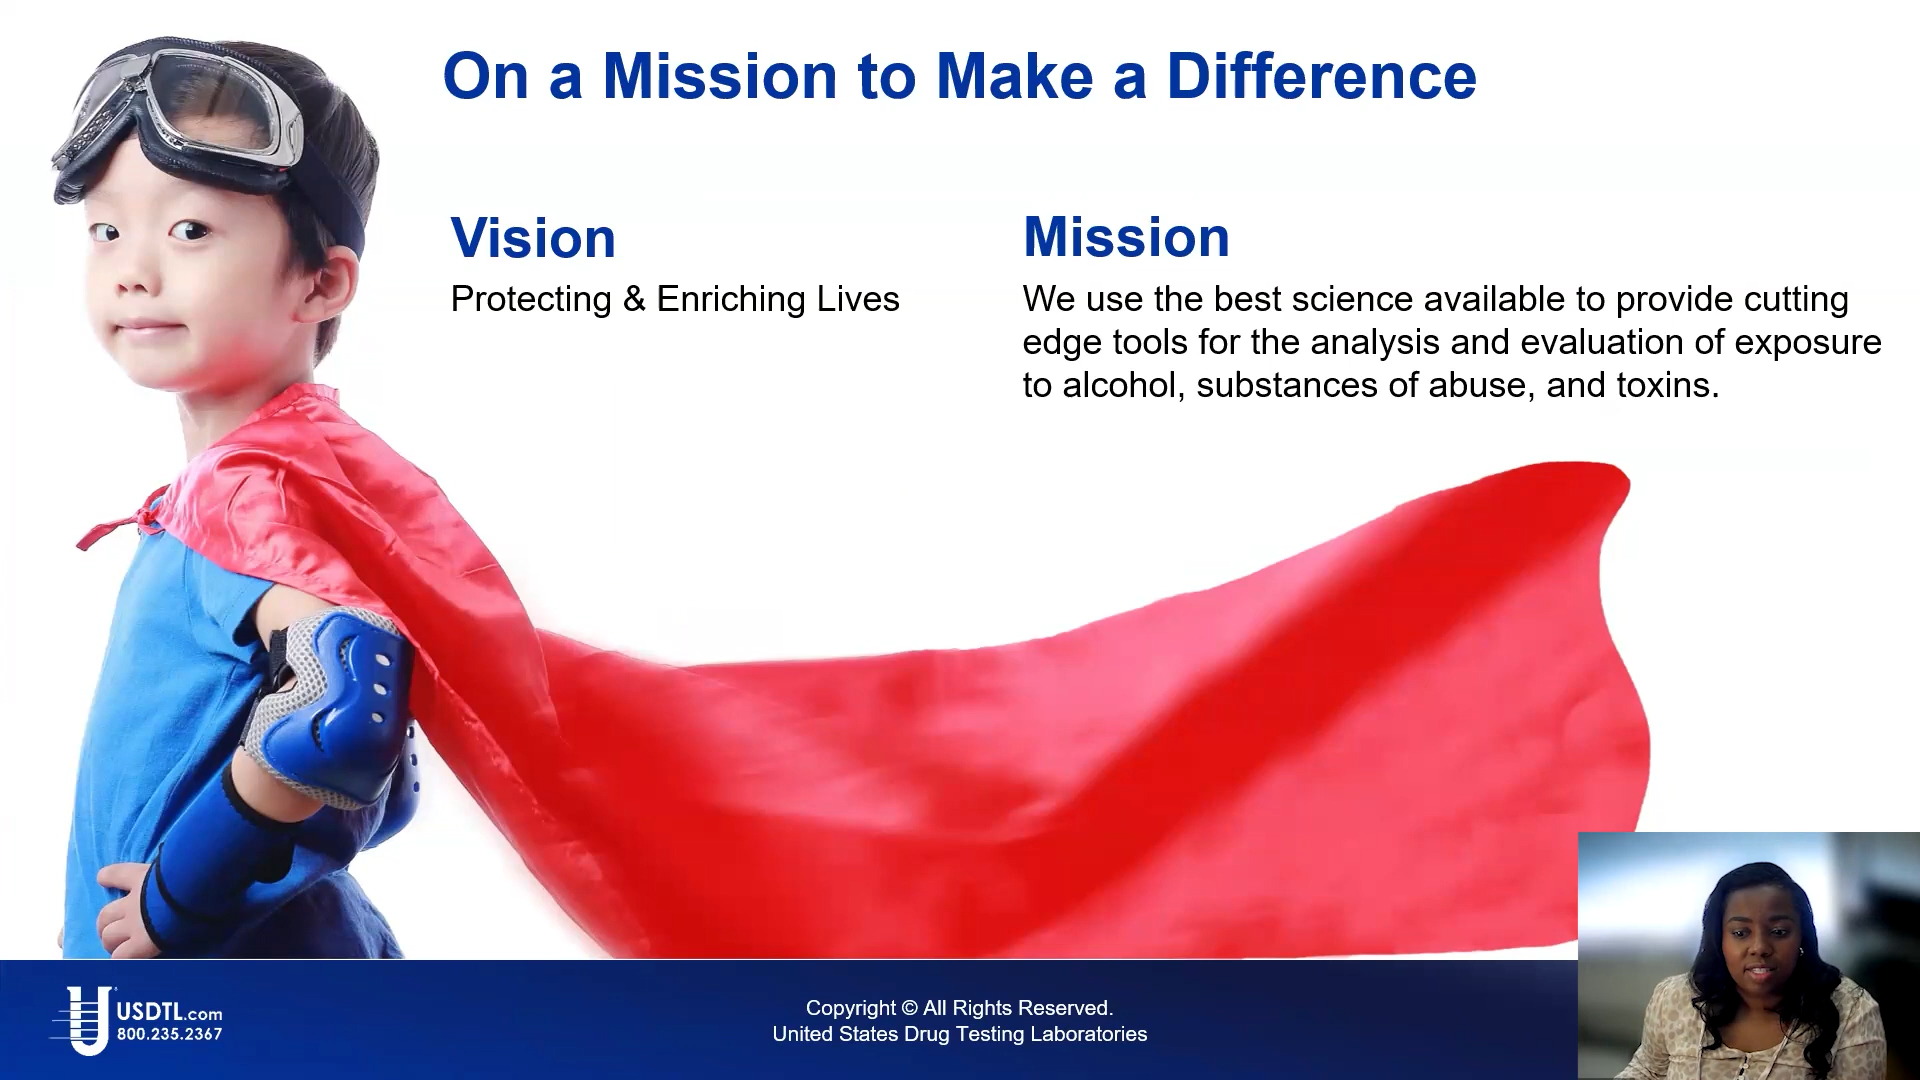 On a Mission to Make a Difference
Vision
Protecting & Enriching Lives
Mission
We use the best science available to provide cutting
edge tools for the analysis and evaluation of exposure
to alcohol, substances of abuse, and toxins.
USDTL.com
800.235.2367
Copyright © All Rights Reserved.
United States Drug Testing Laboratories